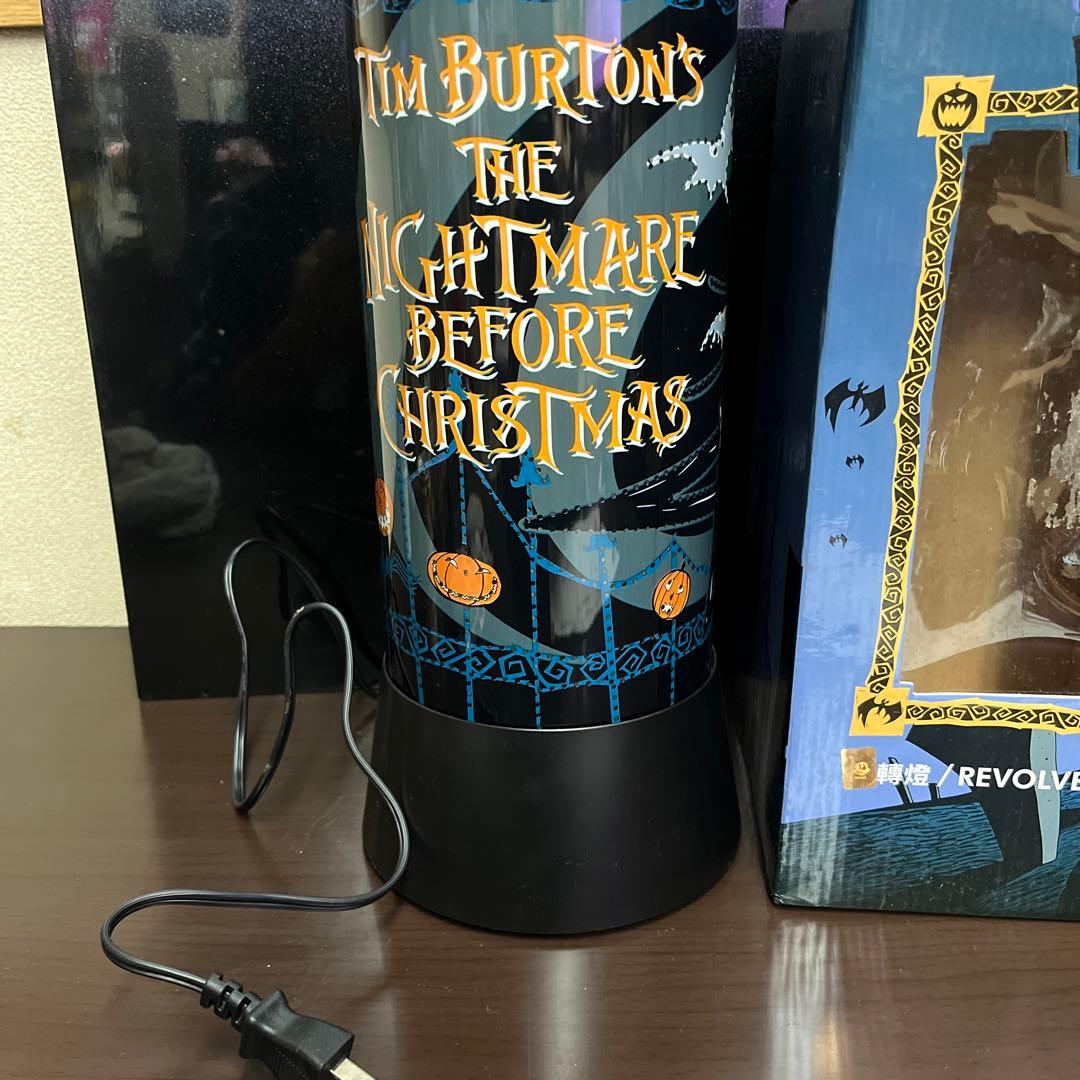 TIM BURTON'S
THE
NIGHTMARE
BEFORE
CHRISTMAS
轉燈 / REVOLVE